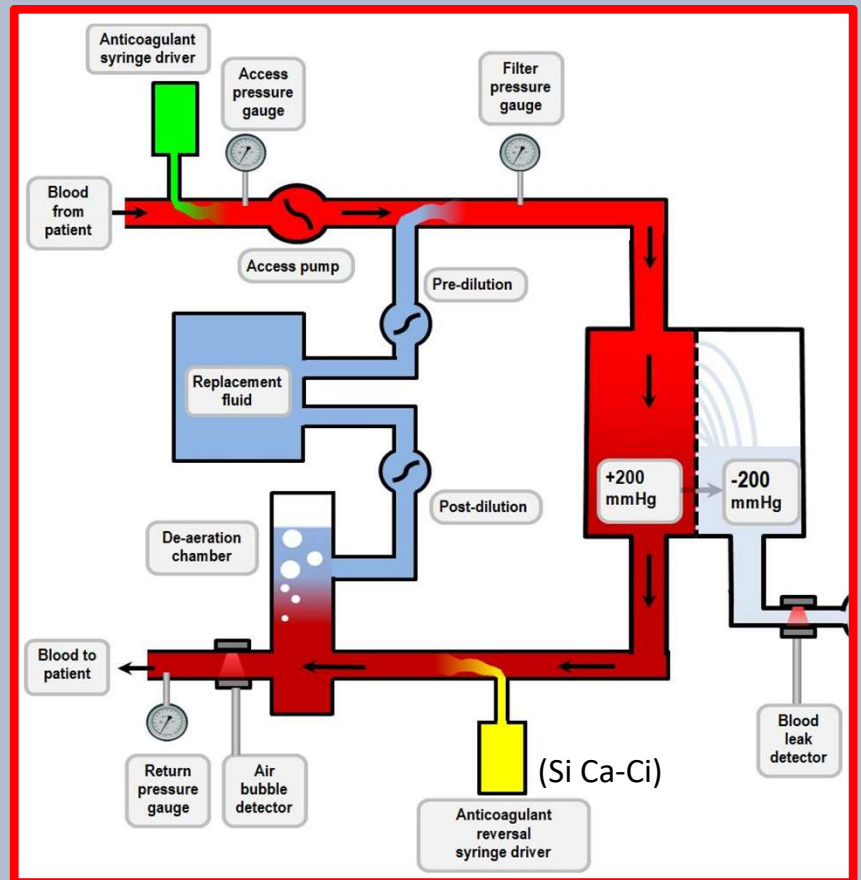 Anticoagulant
syringe driver
Access
pressure
gauge
Filter
pressure
gauge
Blood
from
patient
Access pump
Pre-dilution
Replacement
fluid
+200
mmHg
-200
mmHg
Post-dilution
De-aeration
chamber
Blood to
patient
Return
pressure
gauge
Air
bubble
detector
(Si Ca-Ci)
Anticoagulant
reversal
syringe driver
Blood
leak
detector